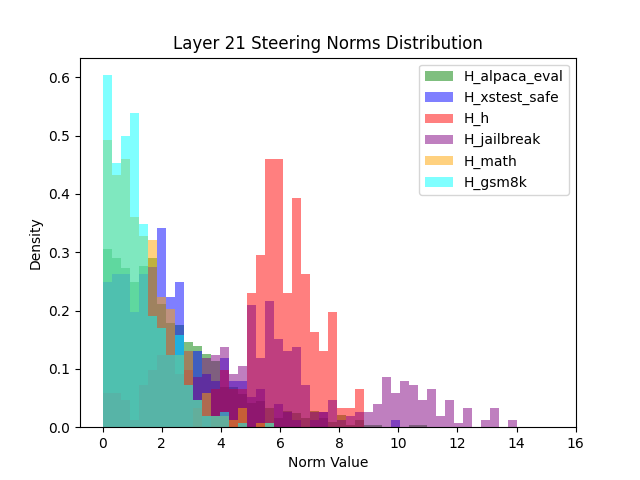 Layer 21 Steering Norms Distribution
H_alpaca_eval
H_xstest_safe
H_h
H_jailbreak
H_math
H_gsm8k
Density
0.6
0.5
0.4
0.3
0.2
0.1
0.0
0 2 4 6 8 10 12 14 16
Norm Value